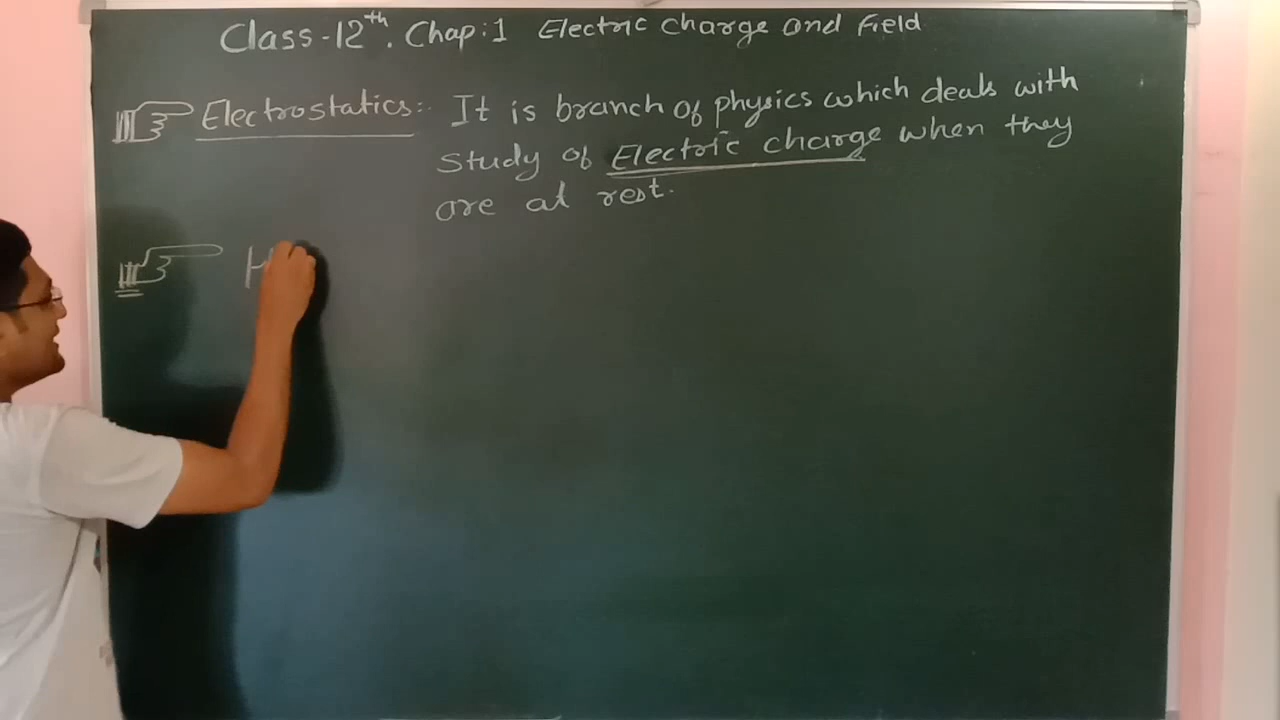 Class-12th. Chap:1 Electric Charge and Field
Electrostatics:- It is branch of physics which deals with
study of Electric charge when they
are at rest.
H